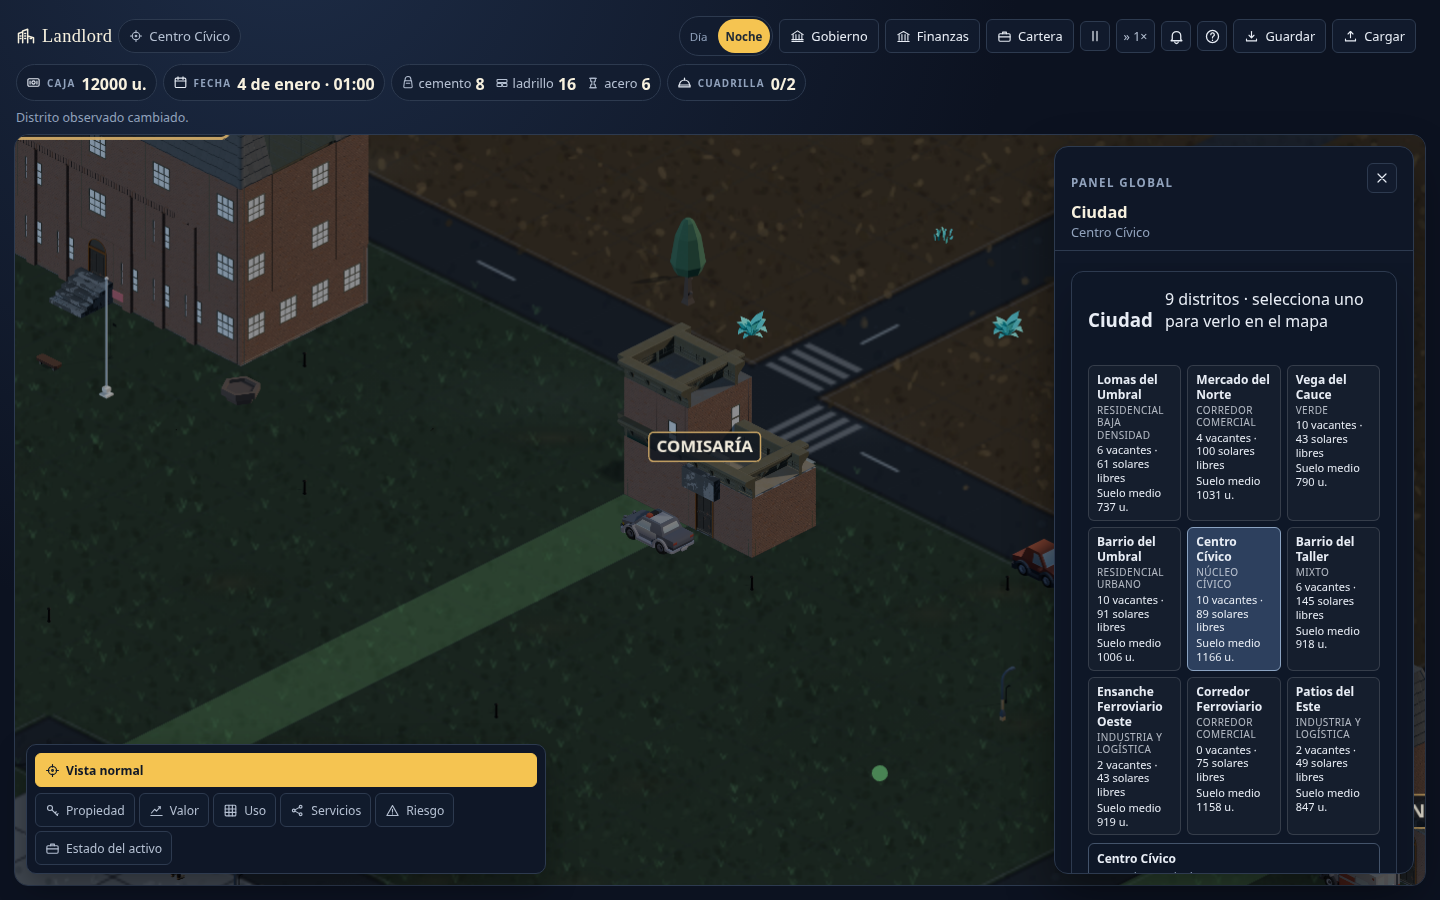 Landlord
Centro Cívico
Día
Noche
Gobierno
Finanzas
Cartera
» 1×
Guardar
Cargar
CAJA 12000 u.
FECHA 4 de enero · 01:00
cemento 8 ladrillo 16 acero 6
CUADRILLA 0/2
Distrito observado cambiado.
COMISARÍA
Vista normal
Propiedad
Valor
Uso
Servicios
Riesgo
Estado del activo
PANEL GLOBAL
Ciudad
Centro Cívico
Ciudad
9 distritos · selecciona uno
para verlo en el mapa
Lomas del
Umbral
RESIDENCIAL
BAJA
DENSIDAD
6 vacantes ·
61 solares
libres
Suelo medio
737 u.
Mercado del
Norte
CORREDOR
COMERCIAL
4 vacantes ·
100 solares
libres
Suelo medio
1031 u.
Vega del
Cauce
VERDE
10 vacantes ·
43 solares
libres
Suelo medio
790 u.
Barrio del
Umbral
RESIDENCIAL
URBANO
10 vacantes ·
91 solares
libres
Suelo medio
1006 u.
Centro
Cívico
NÚCLEO
CÍVICO
10 vacantes ·
89 solares
libres
Suelo medio
1166 u.
Barrio del
Taller
MIXTO
6 vacantes ·
145 solares
libres
Suelo medio
918 u.
Ensanche
Ferroviario
Oeste
INDUSTRIA Y
LOGÍSTICA
2 vacantes ·
43 solares
libres
Suelo medio
919 u.
Corredor
Ferroviario
CORREDOR
COMERCIAL
0 vacantes ·
75 solares
libres
Suelo medio
1158 u.
Patios del
Este
INDUSTRIA Y
LOGÍSTICA
2 vacantes ·
49 solares
libres
Suelo medio
847 u.
Centro Cívico